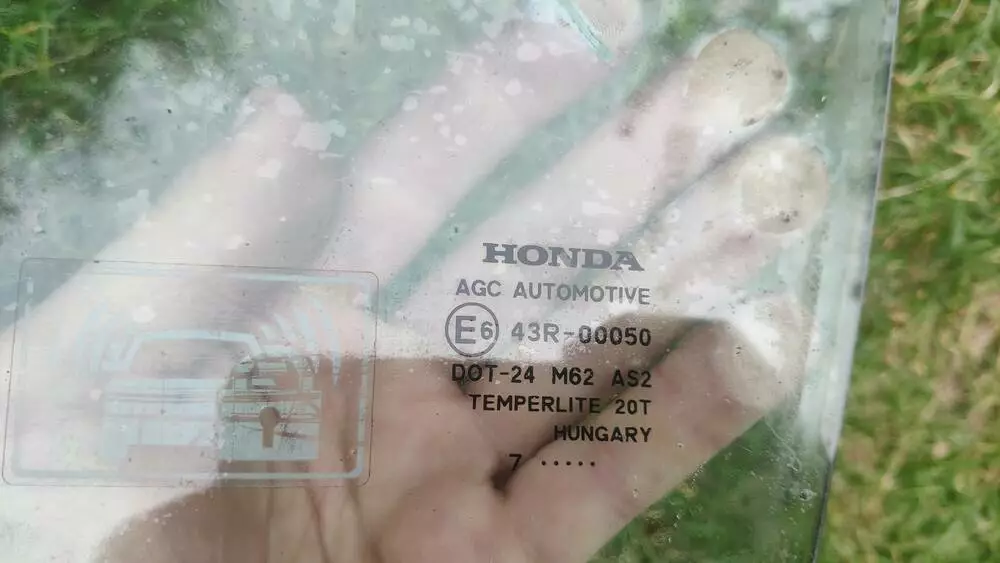 HONDA
AGC AUTOMOTIVE
E6 43R-00050
DOT-24 M62 AS2
TEMPERLITE 20T
HUNGARY
7 •••••